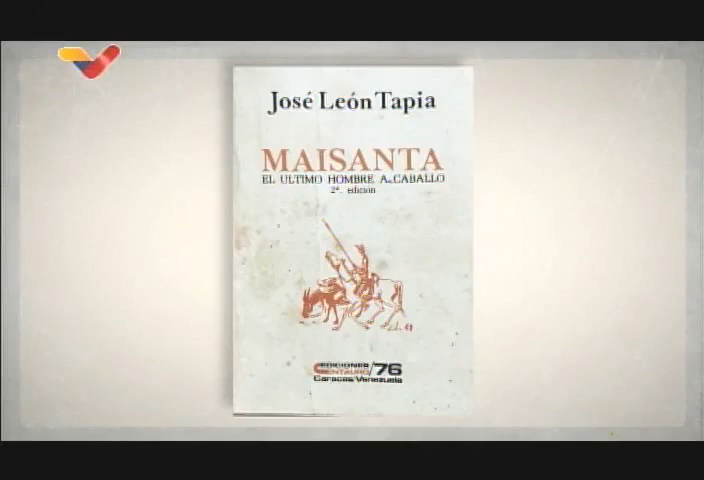 José León Tapia
MAISANTA
EL ULTIMO HOMBRE A CABALLO
2ª. edición
EDICIONES
CENTAURO/76
Caracas/Venezuela